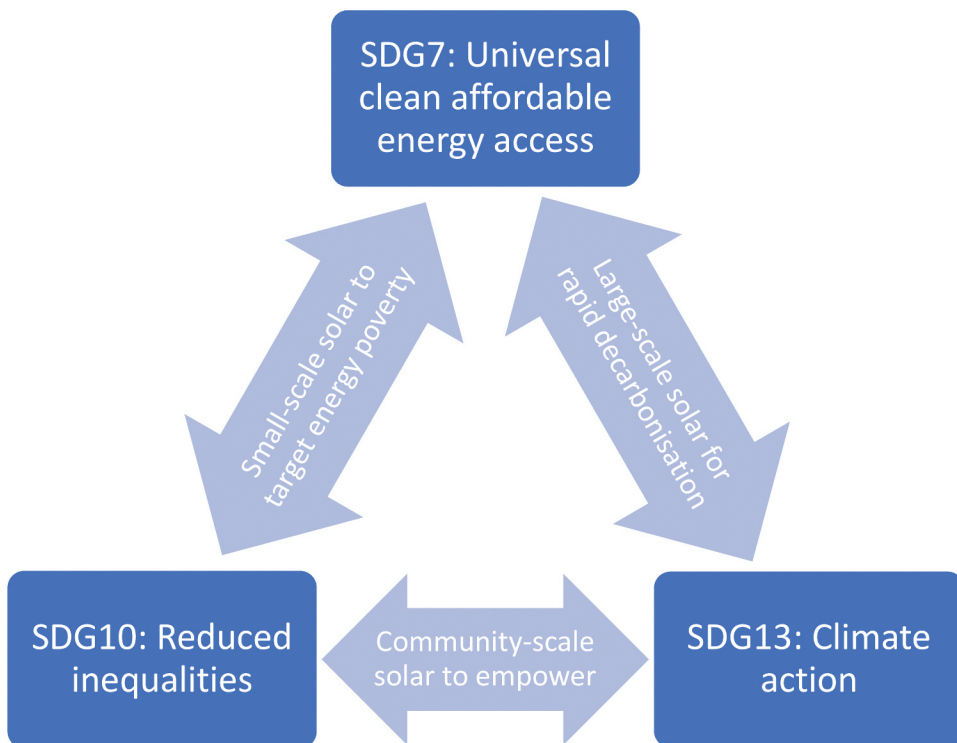 SDG7: Universal
clean affordable
energy access
Small-scale solar to
target energy poverty
Large-scale solar for
rapid decarbonisation
SDG10: Reduced
inequalities
Community-scale
solar to empower
SDG13: Climate
action